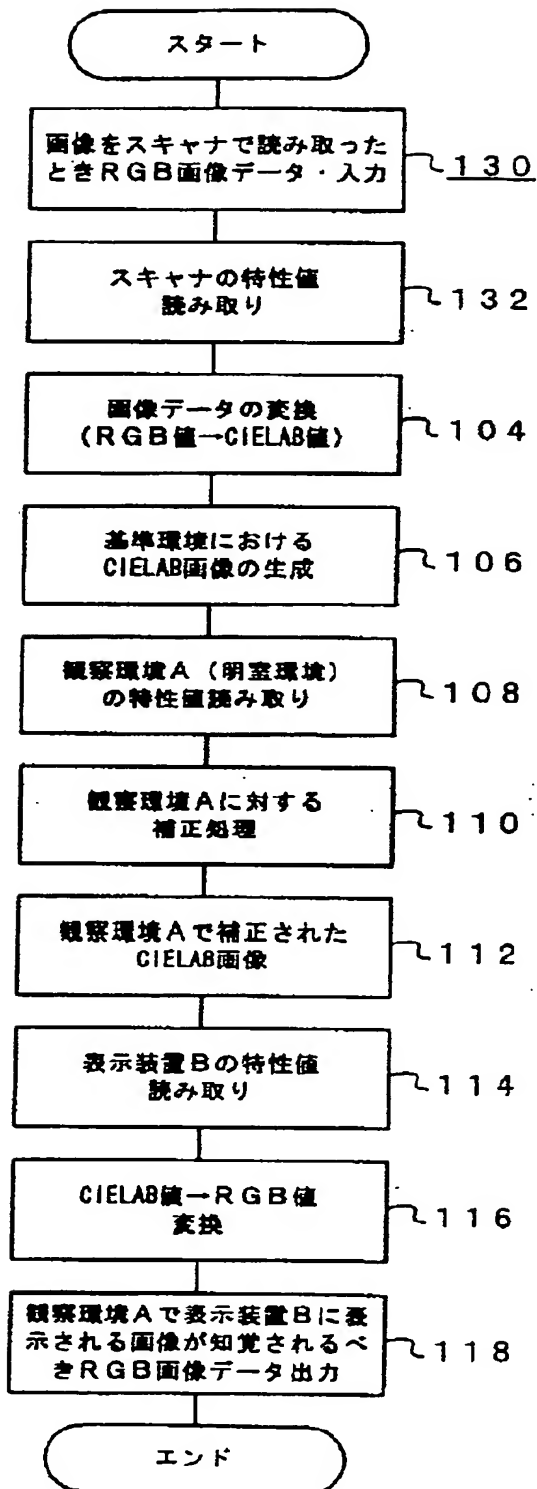 スタート
画像をスキャナで読み取った
ときRGB画像データ・入力
130
スキャナの特性値
読み取り
132
画像データの変換
(RGB値→CIELAB値)
104
基準環境における
CIELAB画像の生成
106
観察環境A(明室環境)
の特性値読み取り
108
観察環境Aに対する
補正処理
110
観察環境Aで補正された
CIELAB画像
112
表示装置Bの特性値
読み取り
114
CIELAB値→RGB値
変換
116
観察環境Aで表示装置Bに表
示される画像が知覚されるべ
きRGB画像データ出力
118
エンド